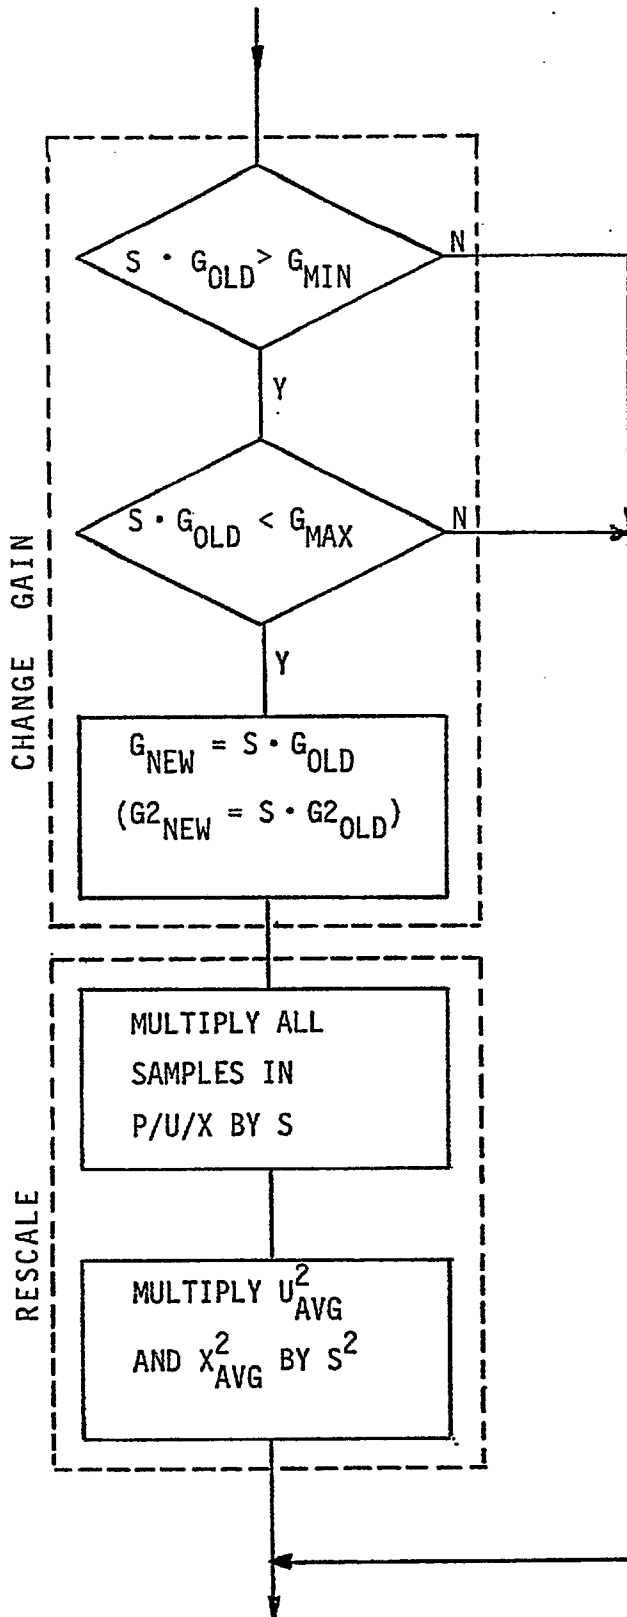 S · G_OLD > G_MIN
N
Y
S · G_OLD < G_MAX
N
Y
CHANGE GAIN
G_NEW = S · G_OLD
(G2_NEW = S · G2_OLD)
MULTIPLY ALL
SAMPLES IN
P/U/X BY S
RESCALE
MULTIPLY U²_AVG
AND X²_AVG BY S²